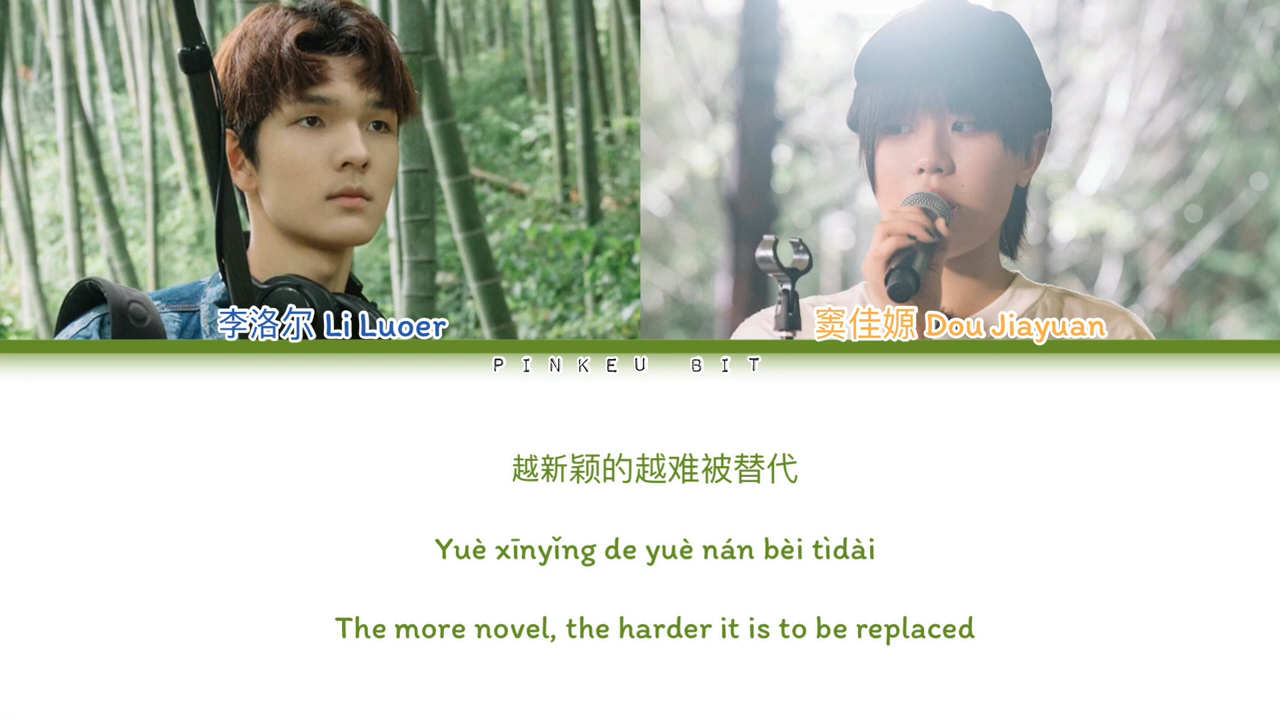 李洛尔 Li Luoer
窦佳嫄 Dou Jiayuan
PINKEU BIT
越新颖的越难被替代
Yuè xīnyǐng de yuè nán bèi tìdài
The more novel, the harder it is to be replaced